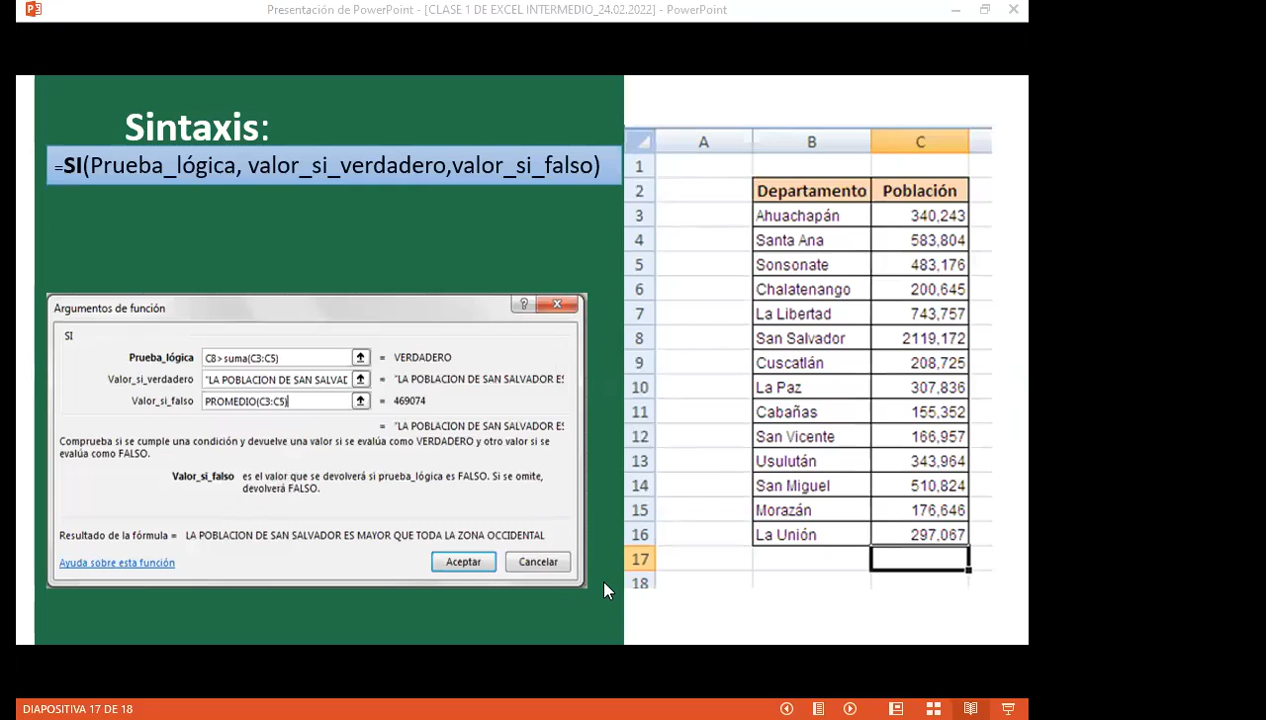 Presentación de PowerPoint - [CLASE 1 DE EXCEL INTERMEDIO_24.02.2022] - PowerPoint
Sintaxis:
=SI(Prueba_lógica, valor_si_verdadero,valor_si_falso)
Argumentos de función
SI
Prueba_lógica C8>suma(C3:C5) = VERDADERO
Valor_si_verdadero "LA POBLACION DE SAN SALVAD = "LA POBLACION DE SAN SALVADOR ES
Valor_si_falso PROMEDIO(C3:C5) = 469074
= "LA POBLACION DE SAN SALVADOR ES
Comprueba si se cumple una condición y devuelve una valor si se evalúa como VERDADERO y otro valor si se
evalúa como FALSO.
Valor_si_falso es el valor que se devolverá si prueba_lógica es FALSO. Si se omite,
devolverá FALSO.
Resultado de la fórmula = LA POBLACION DE SAN SALVADOR ES MAYOR QUE TODA LA ZONA OCCIDENTAL
Ayuda sobre esta función
Aceptar Cancelar
A B C
1
2 Departamento Población
3 Ahuachapán 340,243
4 Santa Ana 583,804
5 Sonsonate 483,176
6 Chalatenango 200,645
7 La Libertad 743,757
8 San Salvador 2119,172
9 Cuscatlán 208,725
10 La Paz 307,836
11 Cabañas 155,352
12 San Vicente 166,957
13 Usulután 343,964
14 San Miguel 510,824
15 Morazán 176,646
16 La Unión 297,067
17
18
DIAPOSITIVA 17 DE 18